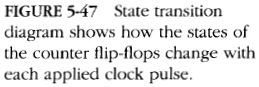 FIGURE 5-47 State transition
diagram shows how the states of
the counter flip-flops change with
each applied clock pulse.